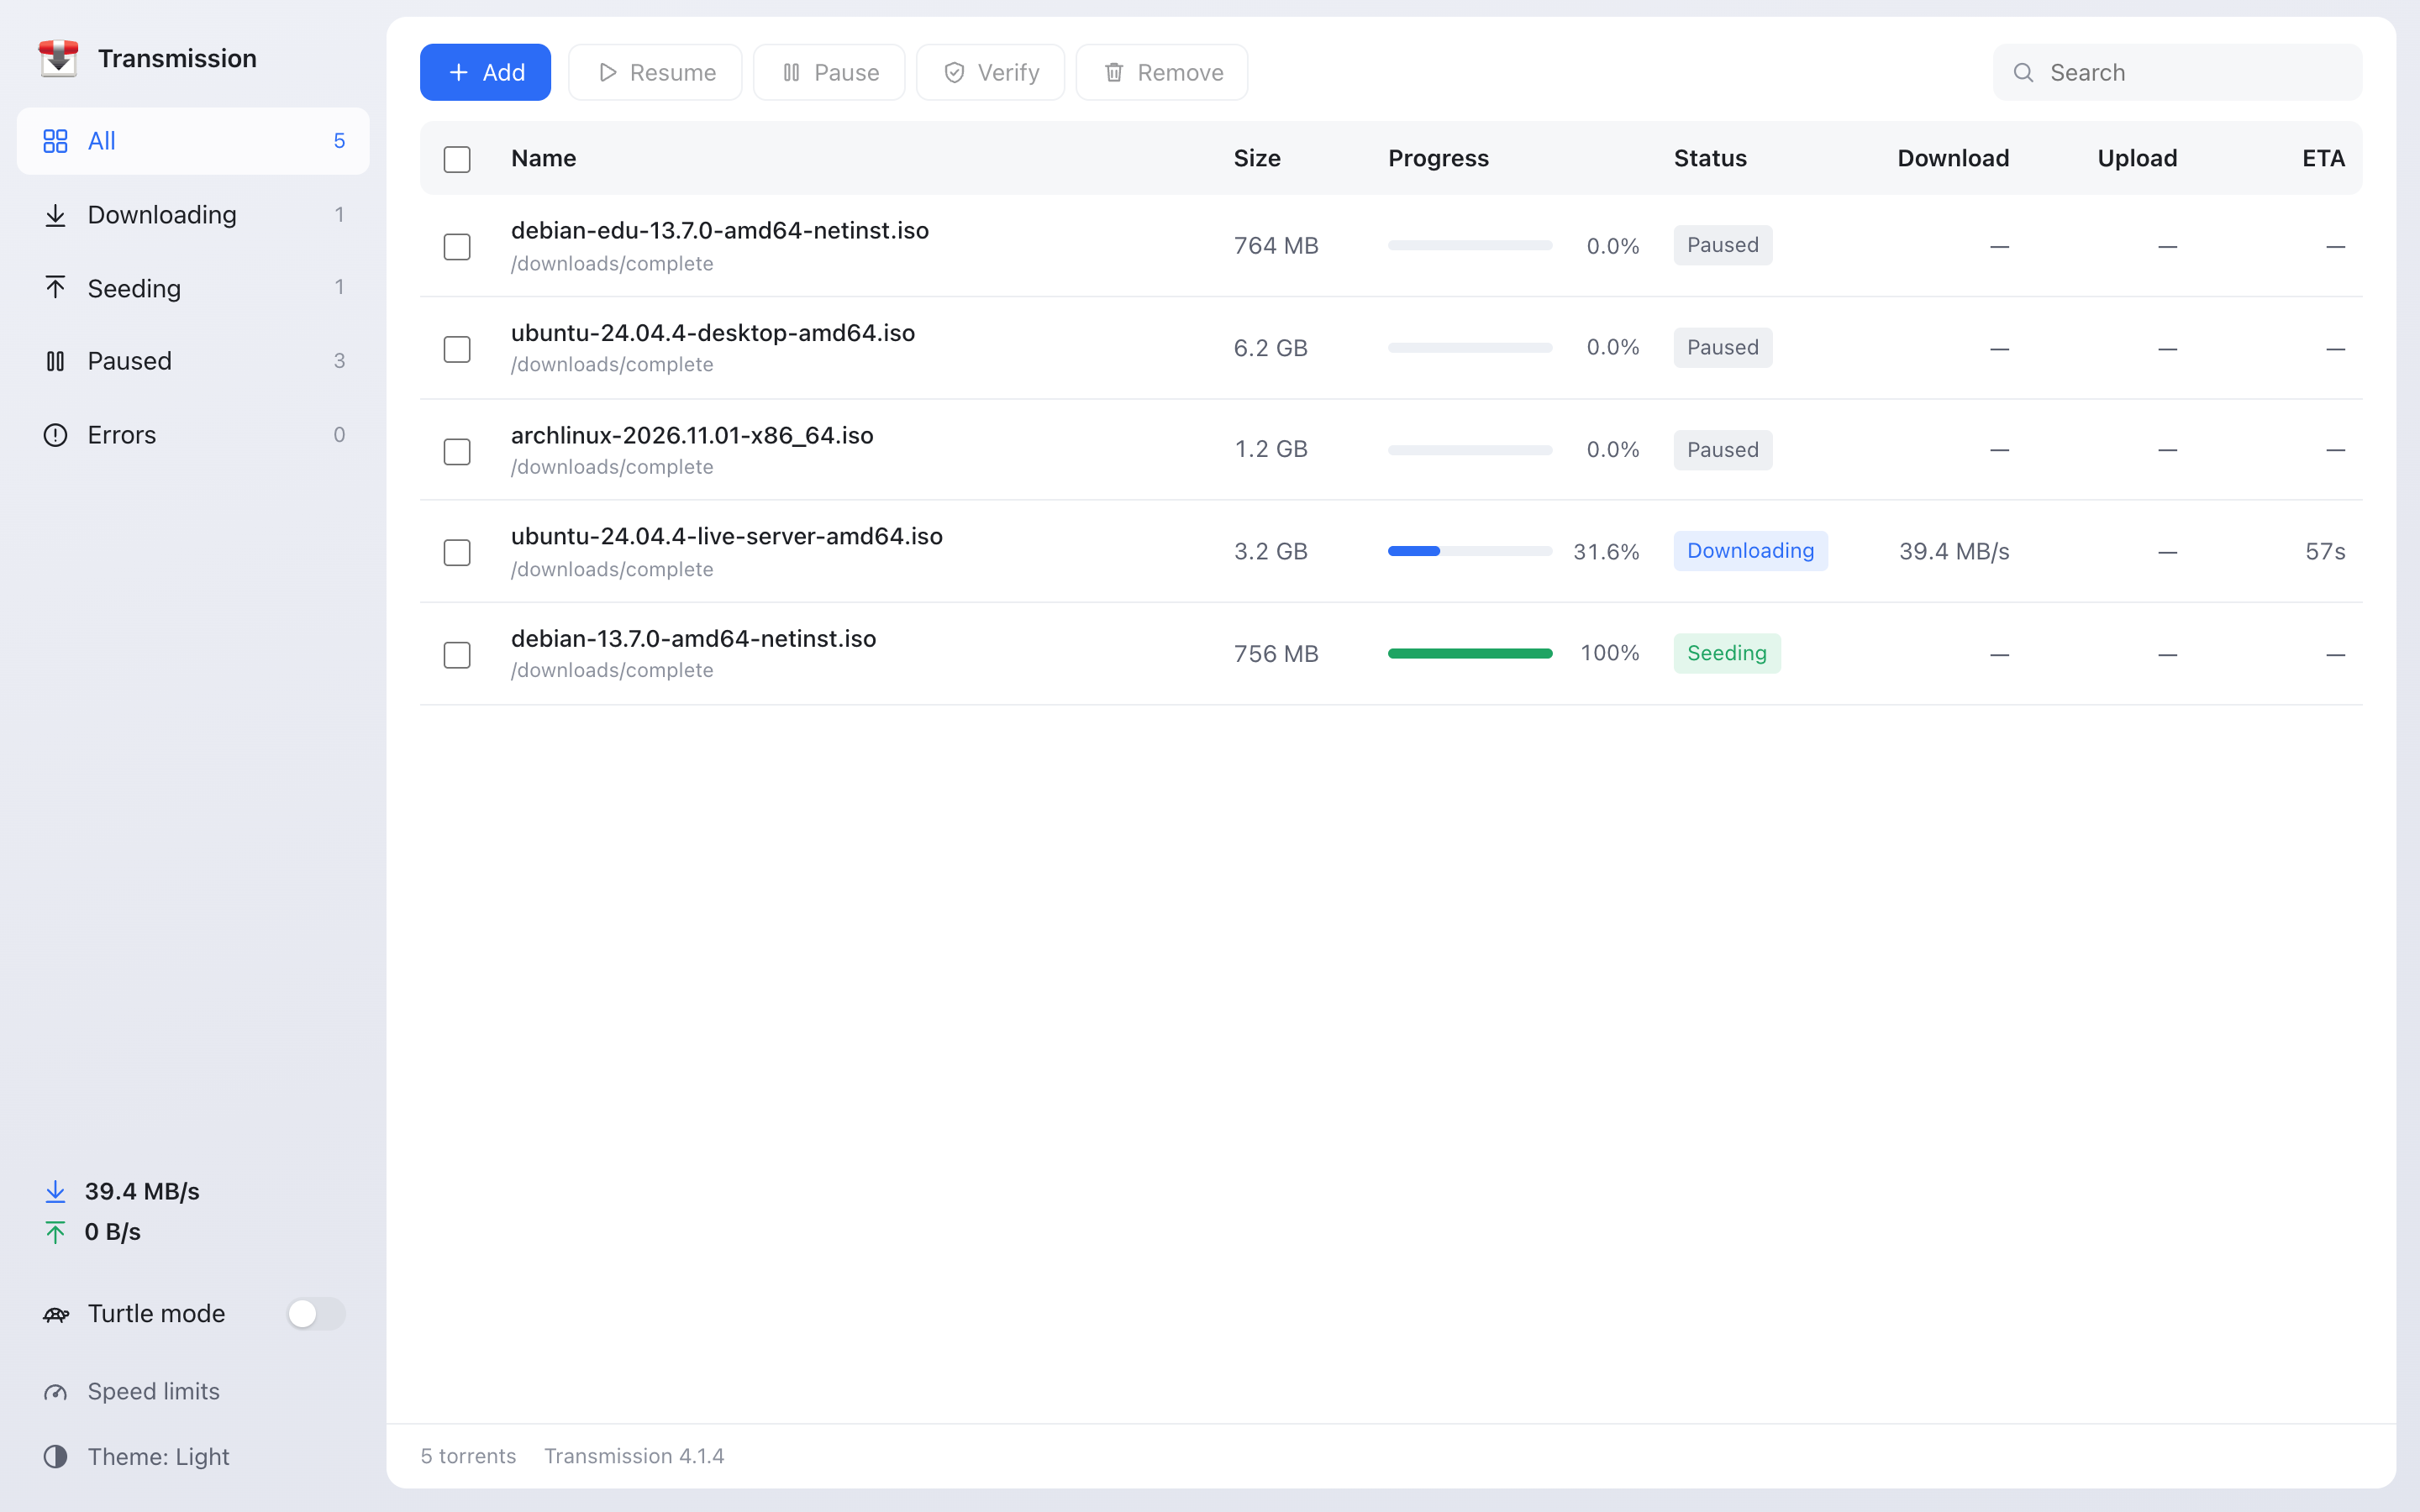 Transmission
All 5
Downloading 1
Seeding 1
Paused 3
Errors 0
39.4 MB/s
0 B/s
Turtle mode
Speed limits
Theme: Light
Add Resume Pause Verify Remove Search
Name Size Progress Status Download Upload ETA
debian-edu-13.7.0-amd64-netinst.iso
/downloads/complete
764 MB 0.0% Paused — — —
ubuntu-24.04.4-desktop-amd64.iso
/downloads/complete
6.2 GB 0.0% Paused — — —
archlinux-2026.11.01-x86_64.iso
/downloads/complete
1.2 GB 0.0% Paused — — —
ubuntu-24.04.4-live-server-amd64.iso
/downloads/complete
3.2 GB 31.6% Downloading 39.4 MB/s — 57s
debian-13.7.0-amd64-netinst.iso
/downloads/complete
756 MB 100% Seeding — — —
5 torrents Transmission 4.1.4